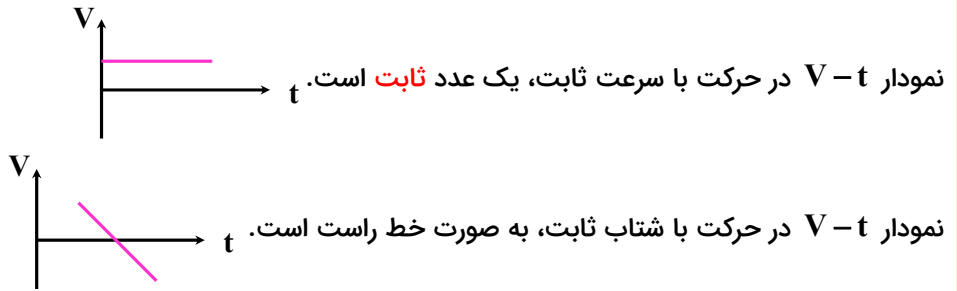 V
نمودار V – t در حرکت با سرعت ثابت، یک عدد ثابت است.
t
V
نمودار V – t در حرکت با شتاب ثابت، به صورت خط راست است.
t